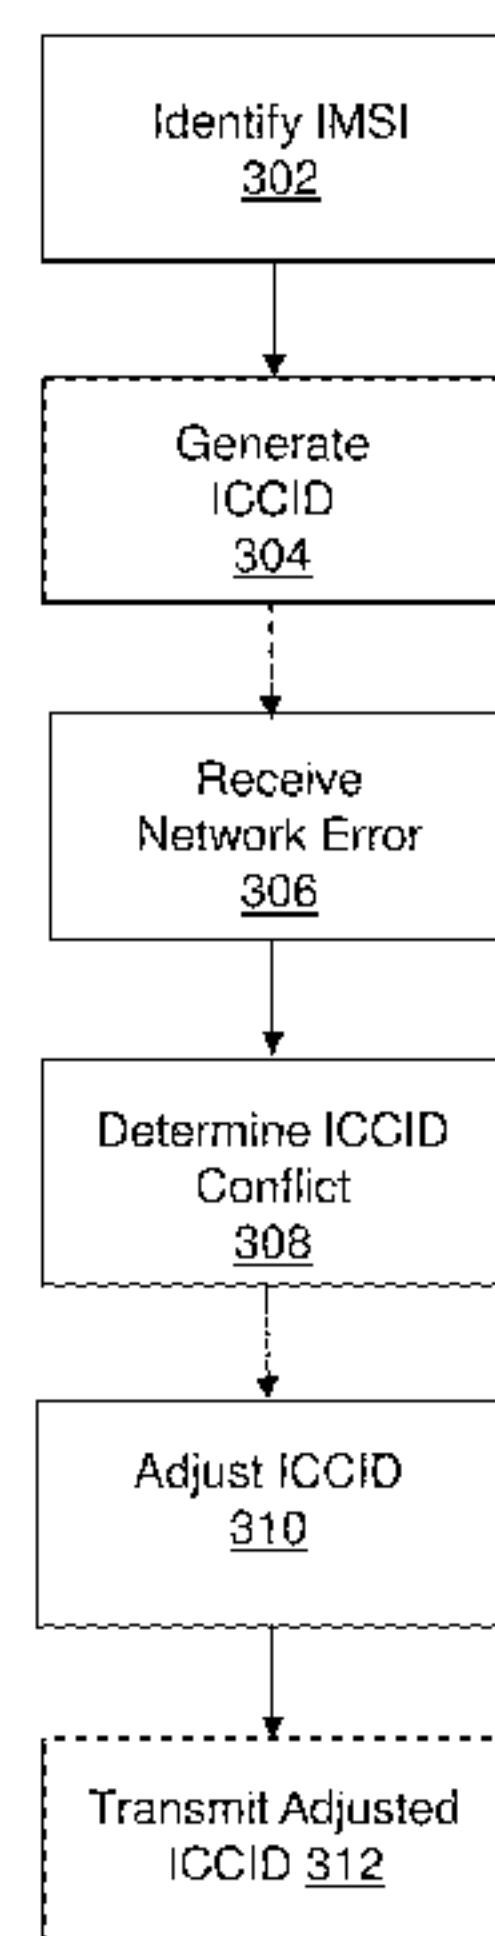 Identify IMSI
302
Generate
ICCID
304
Receive
Network Error
306
Determine ICCID
Conflict
308
Adjust ICCID
310
Transmit Adjusted
ICCID 312